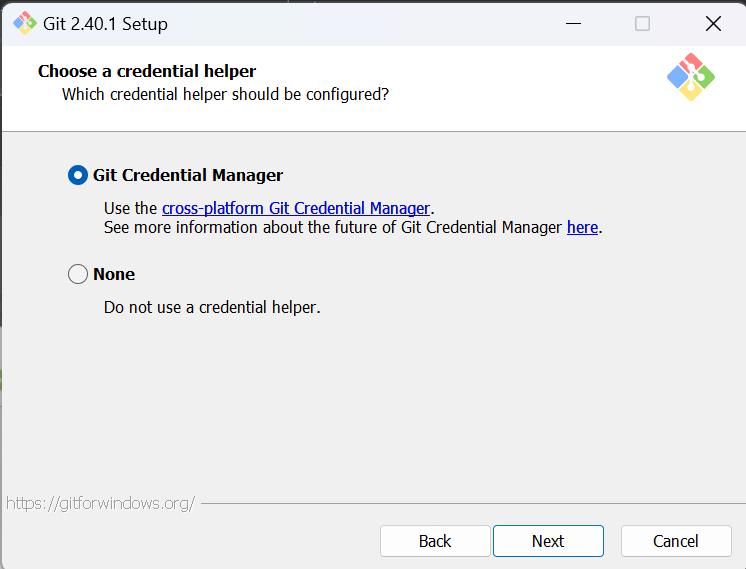 Git 2.40.1 Setup
Choose a credential helper
Which credential helper should be configured?
Git Credential Manager
Use the cross-platform Git Credential Manager.
See more information about the future of Git Credential Manager here.
None
Do not use a credential helper.
https://gitforwindows.org/
Back Next Cancel